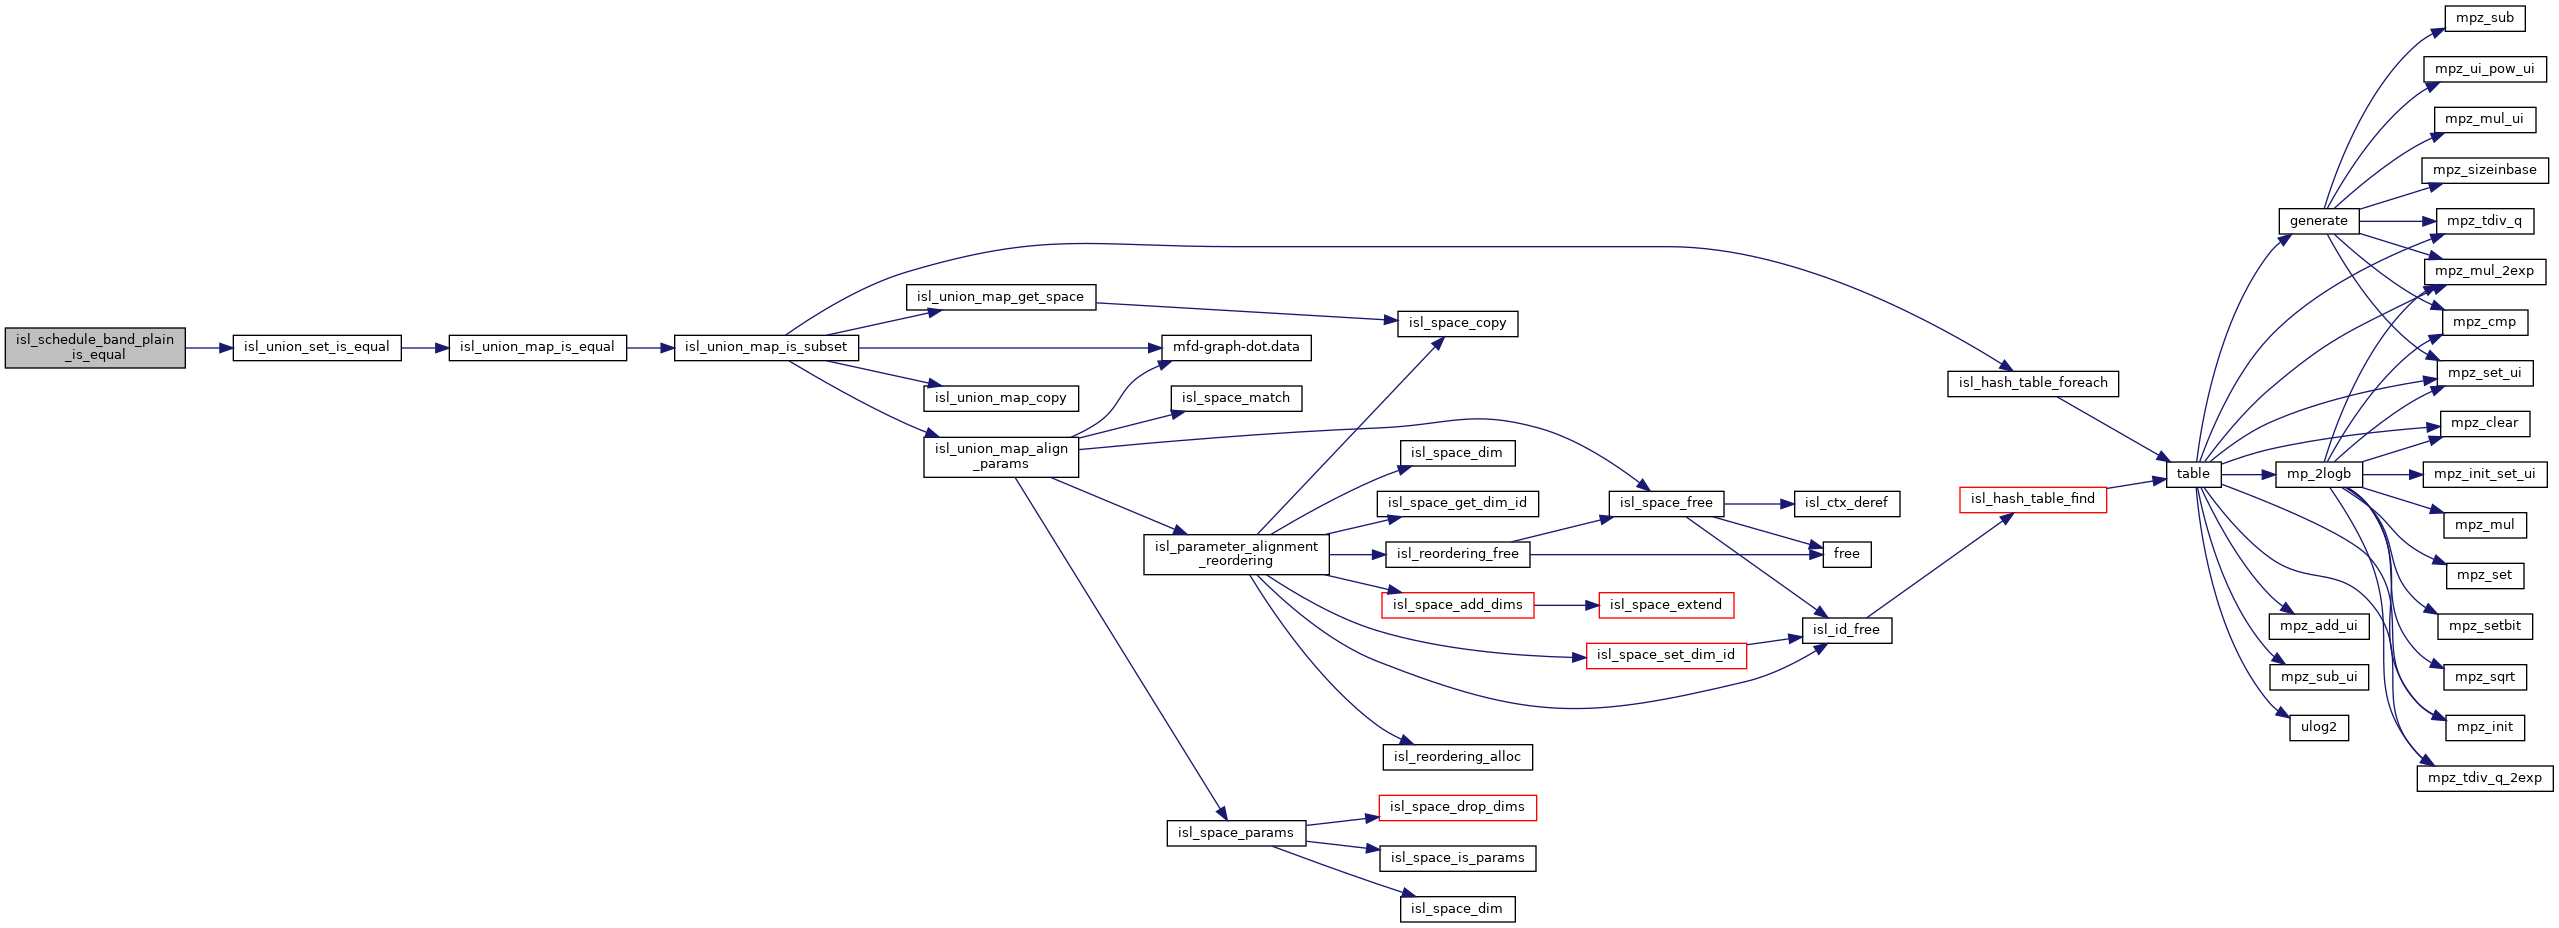 isl_schedule_band_plain
_is_equal
isl_union_set_is_equal
isl_union_map_is_equal
isl_union_map_is_subset
isl_union_map_get_space
mfd-graph-dot.data
isl_union_map_copy
isl_union_map_align
_params
isl_space_match
isl_parameter_alignment
_reordering
isl_space_params
isl_space_copy
isl_space_dim
isl_space_get_dim_id
isl_reordering_free
isl_space_add_dims
isl_reordering_alloc
isl_space_drop_dims
isl_space_is_params
isl_space_dim
isl_space_free
isl_space_extend
isl_space_set_dim_id
isl_ctx_deref
free
isl_id_free
isl_hash_table_foreach
isl_hash_table_find
table
generate
mp_2logb
mpz_add_ui
mpz_sub_ui
ulog2
mpz_sub
mpz_ui_pow_ui
mpz_mul_ui
mpz_sizeinbase
mpz_tdiv_q
mpz_mul_2exp
mpz_cmp
mpz_set_ui
mpz_clear
mpz_init_set_ui
mpz_mul
mpz_set
mpz_setbit
mpz_sqrt
mpz_init
mpz_tdiv_q_2exp